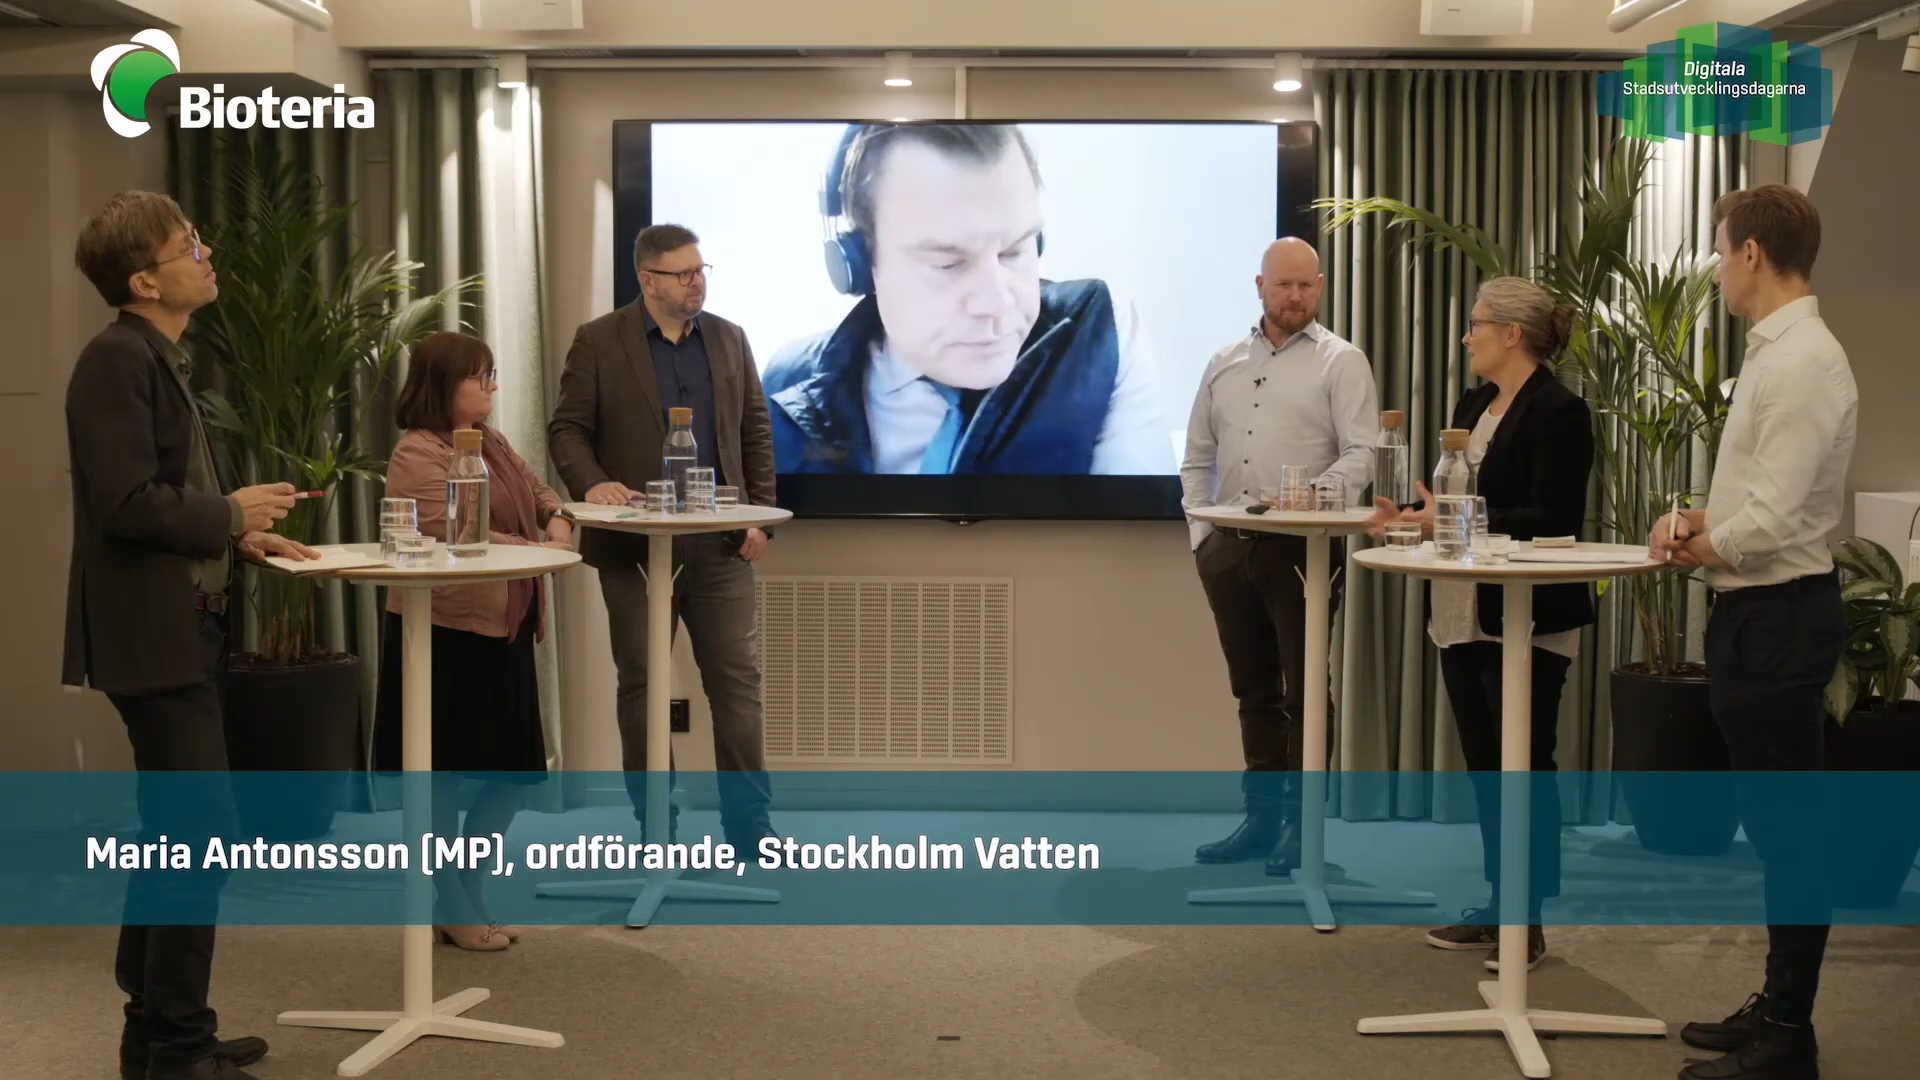 Bioteria
Digitala
Stadsutvecklingsdagarna
Maria Antonsson (MP), ordförande, Stockholm Vatten